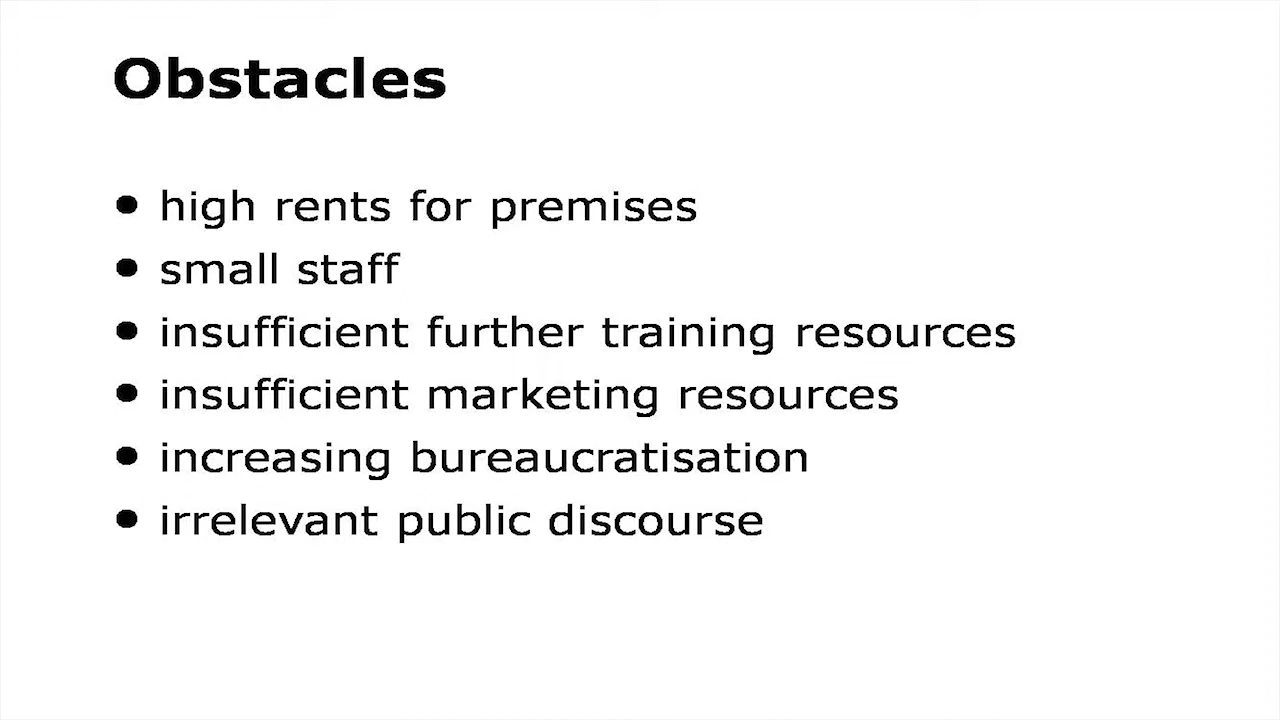 Obstacles
• high rents for premises
• small staff
• insufficient further training resources
• insufficient marketing resources
• increasing bureaucratisation
• irrelevant public discourse